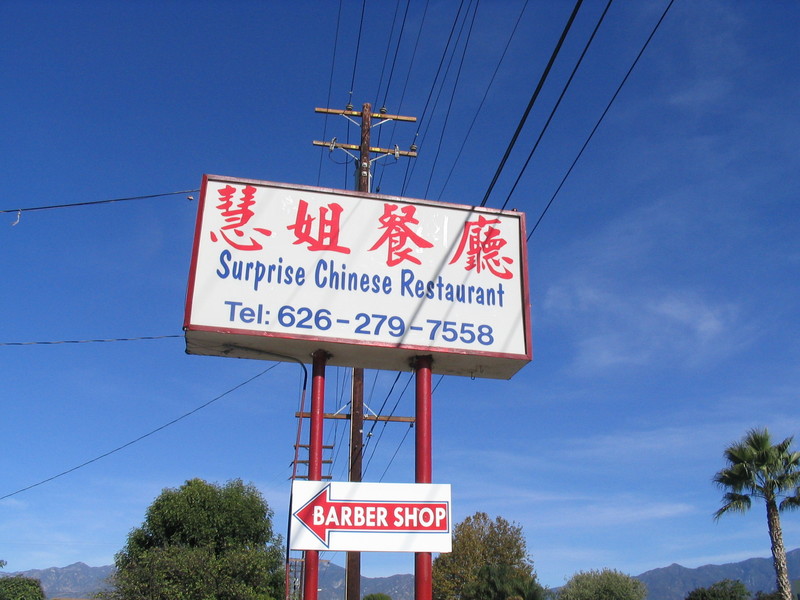 慧姐餐廳
Surprise Chinese Restaurant
Tel: 626-279-7558
BARBER SHOP